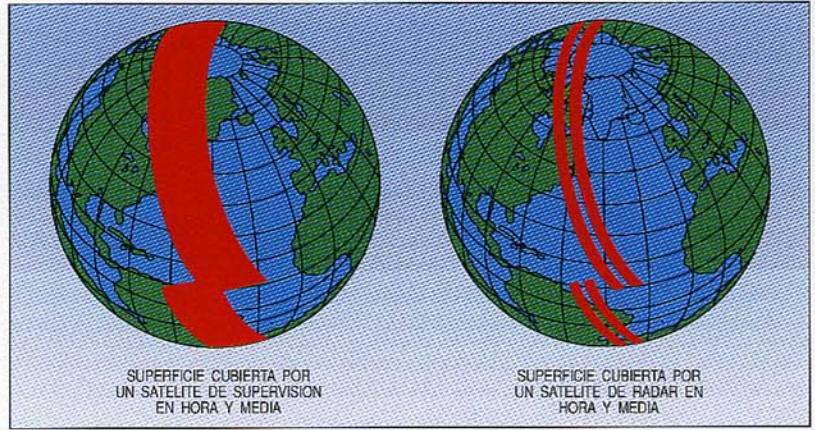 SUPERFICIE CUBIERTA POR
UN SATELITE DE SUPERVISION
EN HORA Y MEDIA
SUPERFICIE CUBIERTA POR
UN SATELITE DE RADAR EN
HORA Y MEDIA